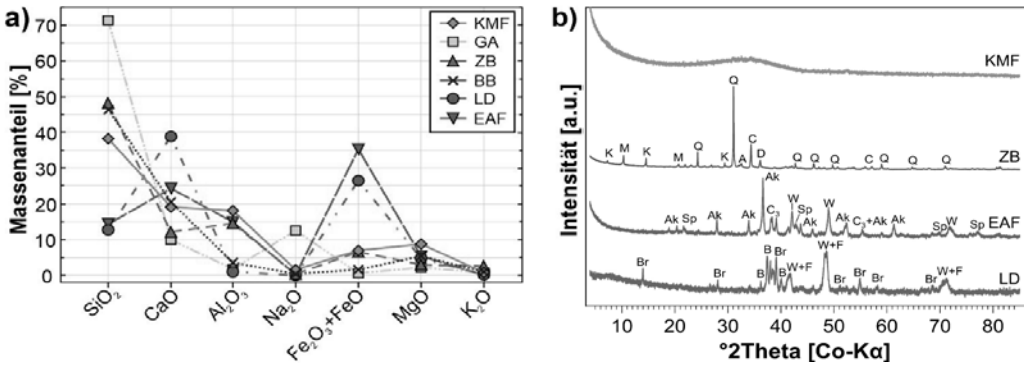 a)
Massenanteil [%]
70
60
50
40
30
20
10
0
SiO₂
CaO
Al₂O₃
Na₂O
Fe₂O₃+FeO
MgO
K₂O
KMF
GA
ZB
BB
LD
EAF
b)
Intensität [a.u.]
KMF
K M K M Q K Q A C D Q Q Q C Q Q Q
ZB
Ak Sp Ak Ak Ak C₃ W Sp Ak W Ak C₃+Ak Ak Sp W Sp
EAF
Br Br B B Br B W+F W+F Br Br Br Br W+F
LD
10 20 30 40 50 60 70 80
°2Theta [Co-Kα]